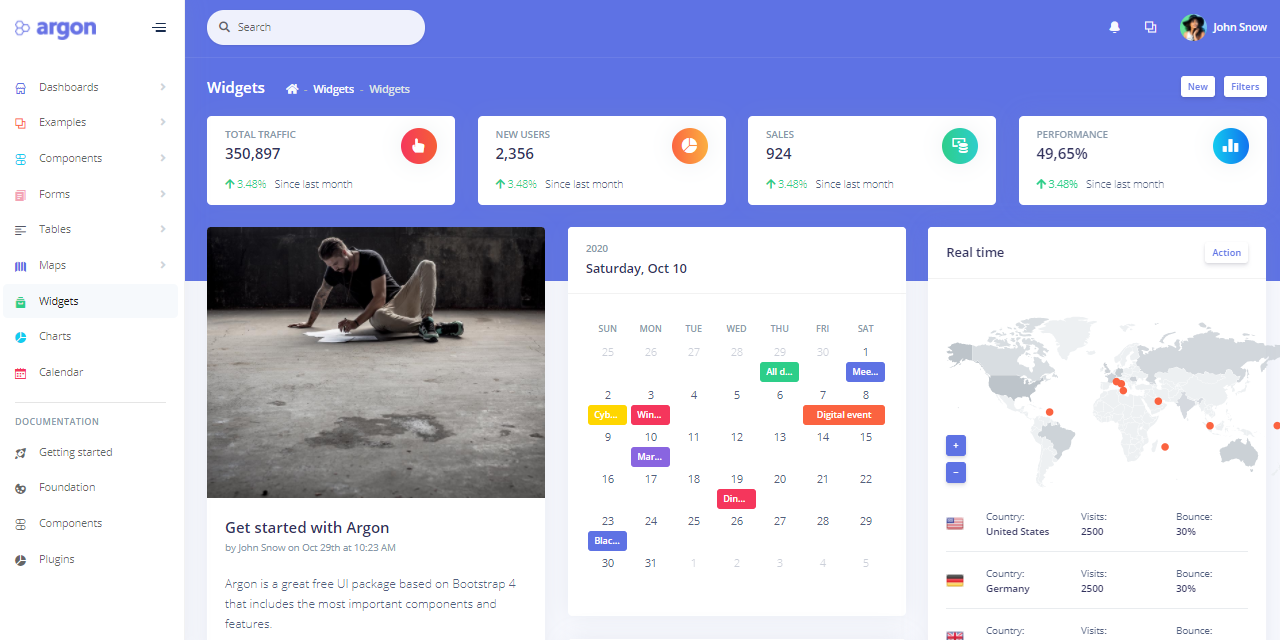 argon
Search
John Snow
Dashboards
Examples
Components
Forms
Tables
Maps
Widgets
Charts
Calendar
DOCUMENTATION
Getting started
Foundation
Components
Plugins
Widgets - Widgets - Widgets
New
Filters
TOTAL TRAFFIC
350,897
3.48% Since last month
NEW USERS
2,356
3.48% Since last month
SALES
924
3.48% Since last month
PERFORMANCE
49,65%
3.48% Since last month
Get started with Argon
by John Snow on Oct 29th at 10:23 AM
Argon is a great free UI package based on Bootstrap 4
that includes the most important components and
features.
2020
Saturday, Oct 10
SUN MON TUE WED THU FRI SAT
25 26 27 28 29 30 1
All d... Mee...
2 3 4 5 6 7 8
Cyb... Win... Digital event
9 10 11 12 13 14 15
Mar...
16 17 18 19 20 21 22
Din...
23 24 25 26 27 28 29
Blac...
30 31 1 2 3 4 5
Real time
Action
+
−
Country: Visits: Bounce:
United States 2500 30%
Country: Visits: Bounce:
Germany 2500 30%
Country: Visits: Bounce: